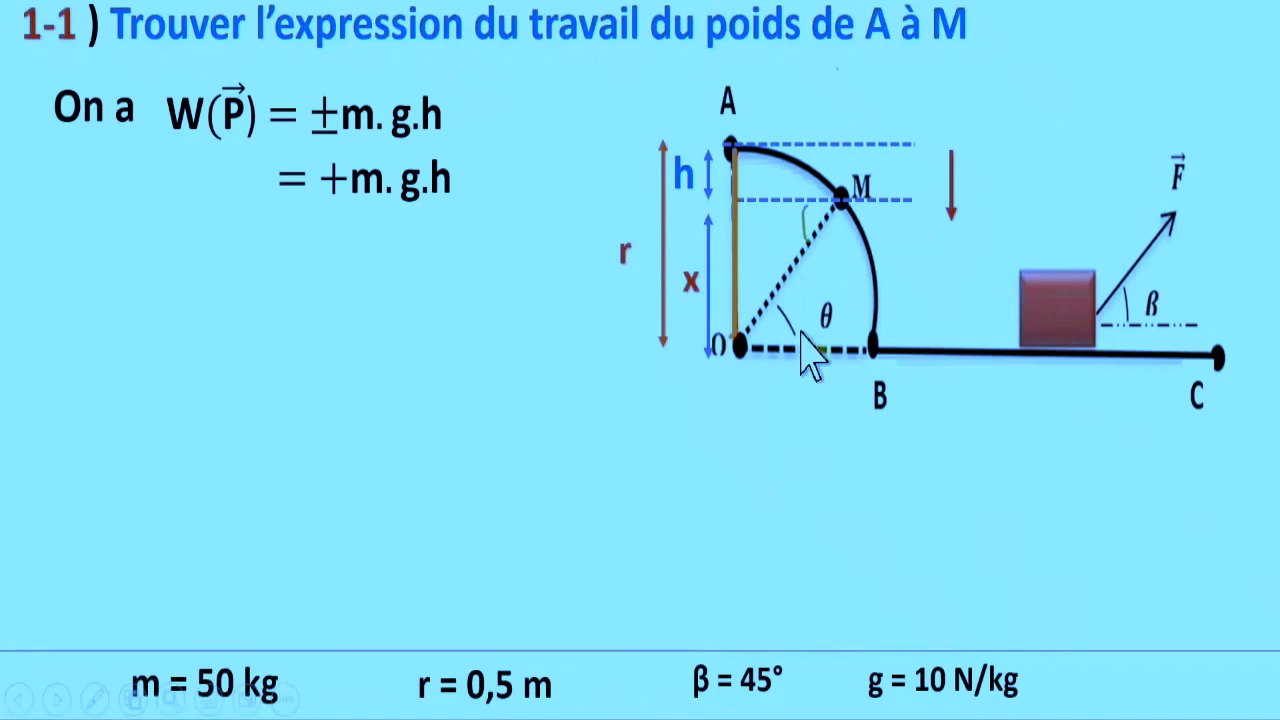 1-1 ) Trouver l'expression du travail du poids de A à M
On a W(P⃗) = ±m. g.h
= +m. g.h
A
h
M
F⃗
r
x
θ
β
O
B
C
m = 50 kg
r = 0,5 m
β = 45°
g = 10 N/kg